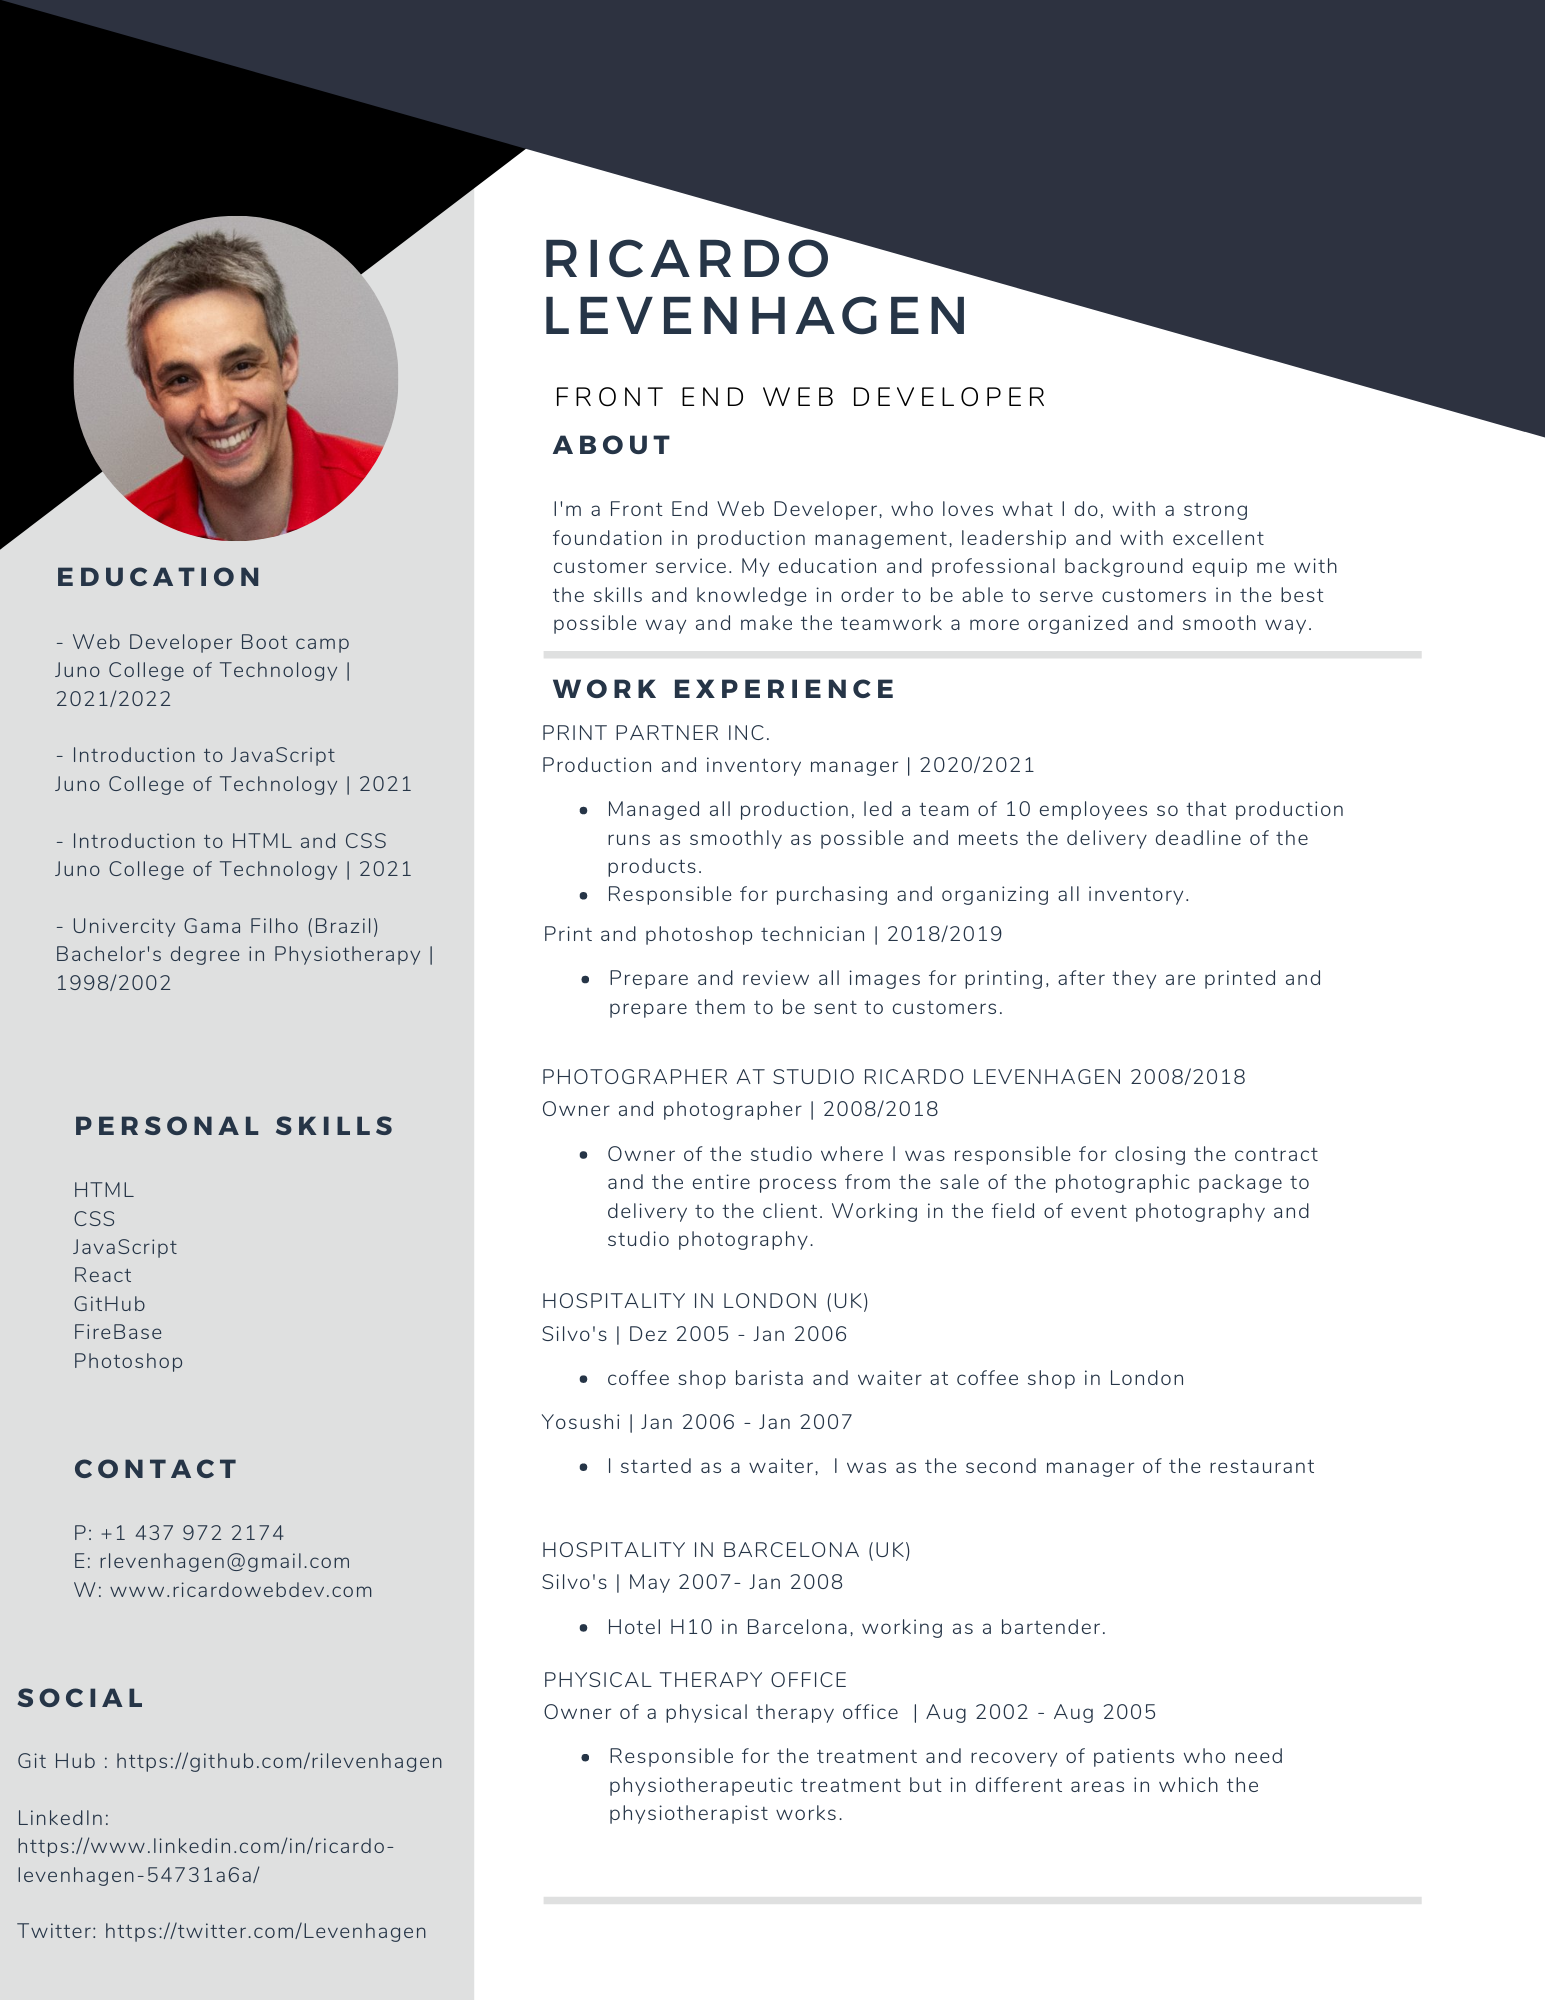 RICARDO
LEVENHAGEN
FRONT END WEB DEVELOPER
ABOUT
I'm a Front End Web Developer, who loves what I do, with a strong
foundation in production management, leadership and with excellent
customer service. My education and professional background equip me with
the skills and knowledge in order to be able to serve customers in the best
possible way and make the teamwork a more organized and smooth way.
WORK EXPERIENCE
PRINT PARTNER INC.
Production and inventory manager | 2020/2021
• Managed all production, led a team of 10 employees so that production
runs as smoothly as possible and meets the delivery deadline of the
products.
• Responsible for purchasing and organizing all inventory.
Print and photoshop technician | 2018/2019
• Prepare and review all images for printing, after they are printed and
prepare them to be sent to customers.
PHOTOGRAPHER AT STUDIO RICARDO LEVENHAGEN 2008/2018
Owner and photographer | 2008/2018
• Owner of the studio where I was responsible for closing the contract
and the entire process from the sale of the photographic package to
delivery to the client. Working in the field of event photography and
studio photography.
HOSPITALITY IN LONDON (UK)
Silvo's | Dez 2005 - Jan 2006
• coffee shop barista and waiter at coffee shop in London
Yosushi | Jan 2006 - Jan 2007
• I started as a waiter,  I was as the second manager of the restaurant
HOSPITALITY IN BARCELONA (UK)
Silvo's | May 2007- Jan 2008
• Hotel H10 in Barcelona, working as a bartender.
PHYSICAL THERAPY OFFICE
Owner of a physical therapy office  | Aug 2002 - Aug 2005
• Responsible for the treatment and recovery of patients who need
physiotherapeutic treatment but in different areas in which the
physiotherapist works.
EDUCATION
- Web Developer Boot camp
Juno College of Technology |
2021/2022
- Introduction to JavaScript
Juno College of Technology | 2021
- Introduction to HTML and CSS
Juno College of Technology | 2021
- Univercity Gama Filho (Brazil)
Bachelor's degree in Physiotherapy |
1998/2002
PERSONAL SKILLS
HTML
CSS
JavaScript
React
GitHub
FireBase
Photoshop
CONTACT
P: +1 437 972 2174
E: rlevenhagen@gmail.com
W: www.ricardowebdev.com
SOCIAL
Git Hub : https://github.com/rilevenhagen
LinkedIn:
https://www.linkedin.com/in/ricardo-
levenhagen-54731a6a/
Twitter: https://twitter.com/Levenhagen